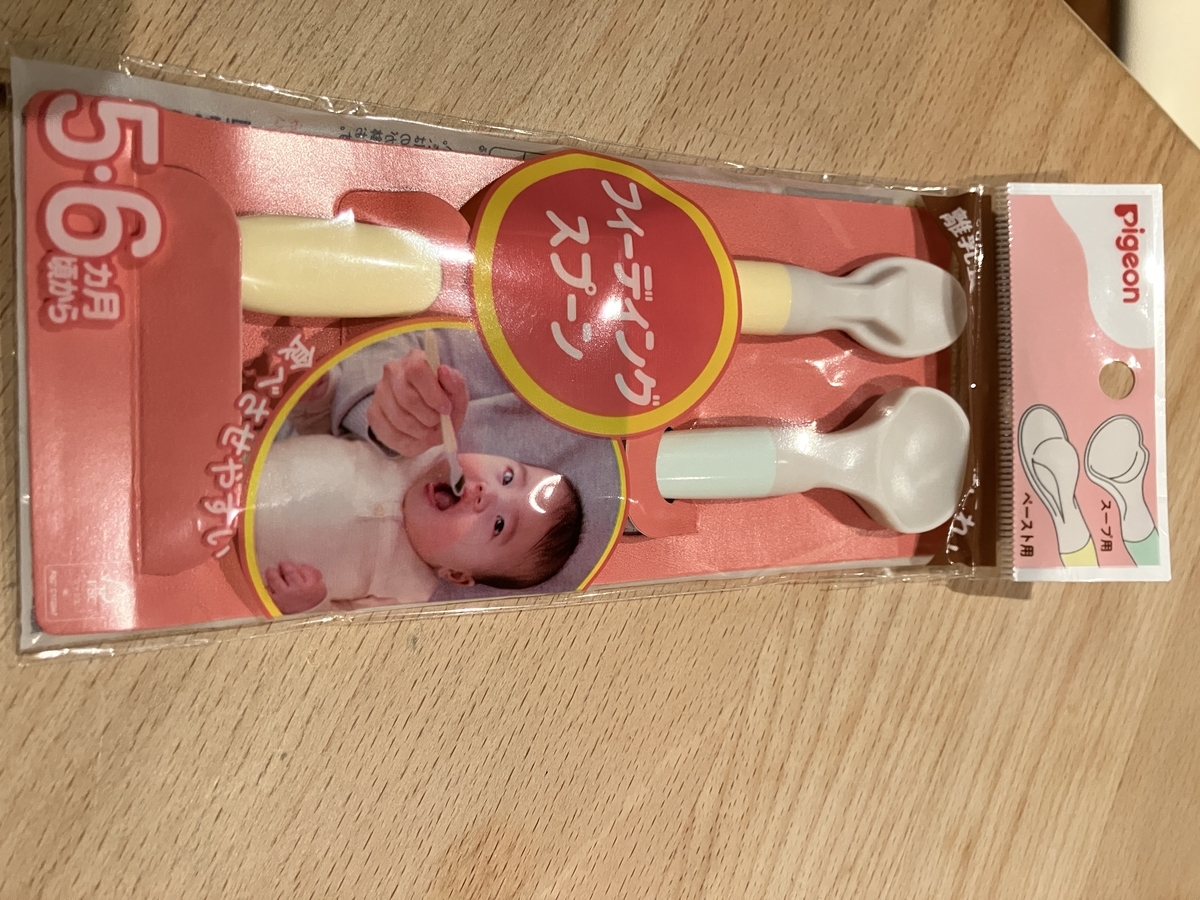 Pigeon
スープ用
ペースト用
離乳
フィーディング
スプーン
食べさせやすい
5・6
カ月
頃から